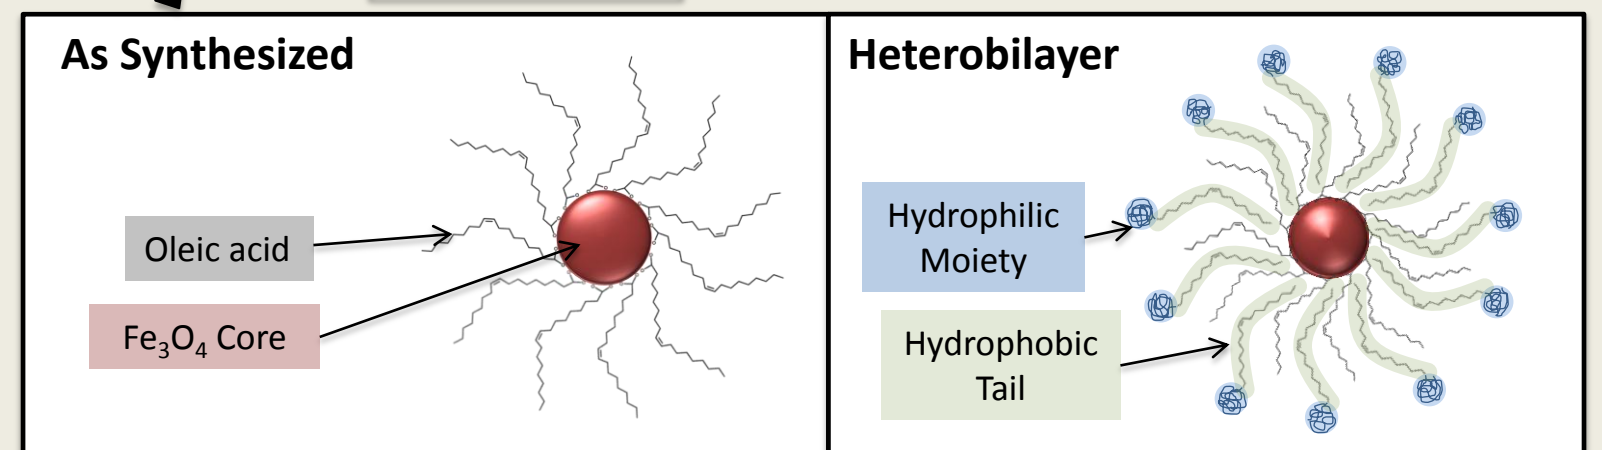 As Synthesized
Oleic acid
Fe₃O₄ Core
Heterobilayer
Hydrophilic
Moiety
Hydrophobic
Tail